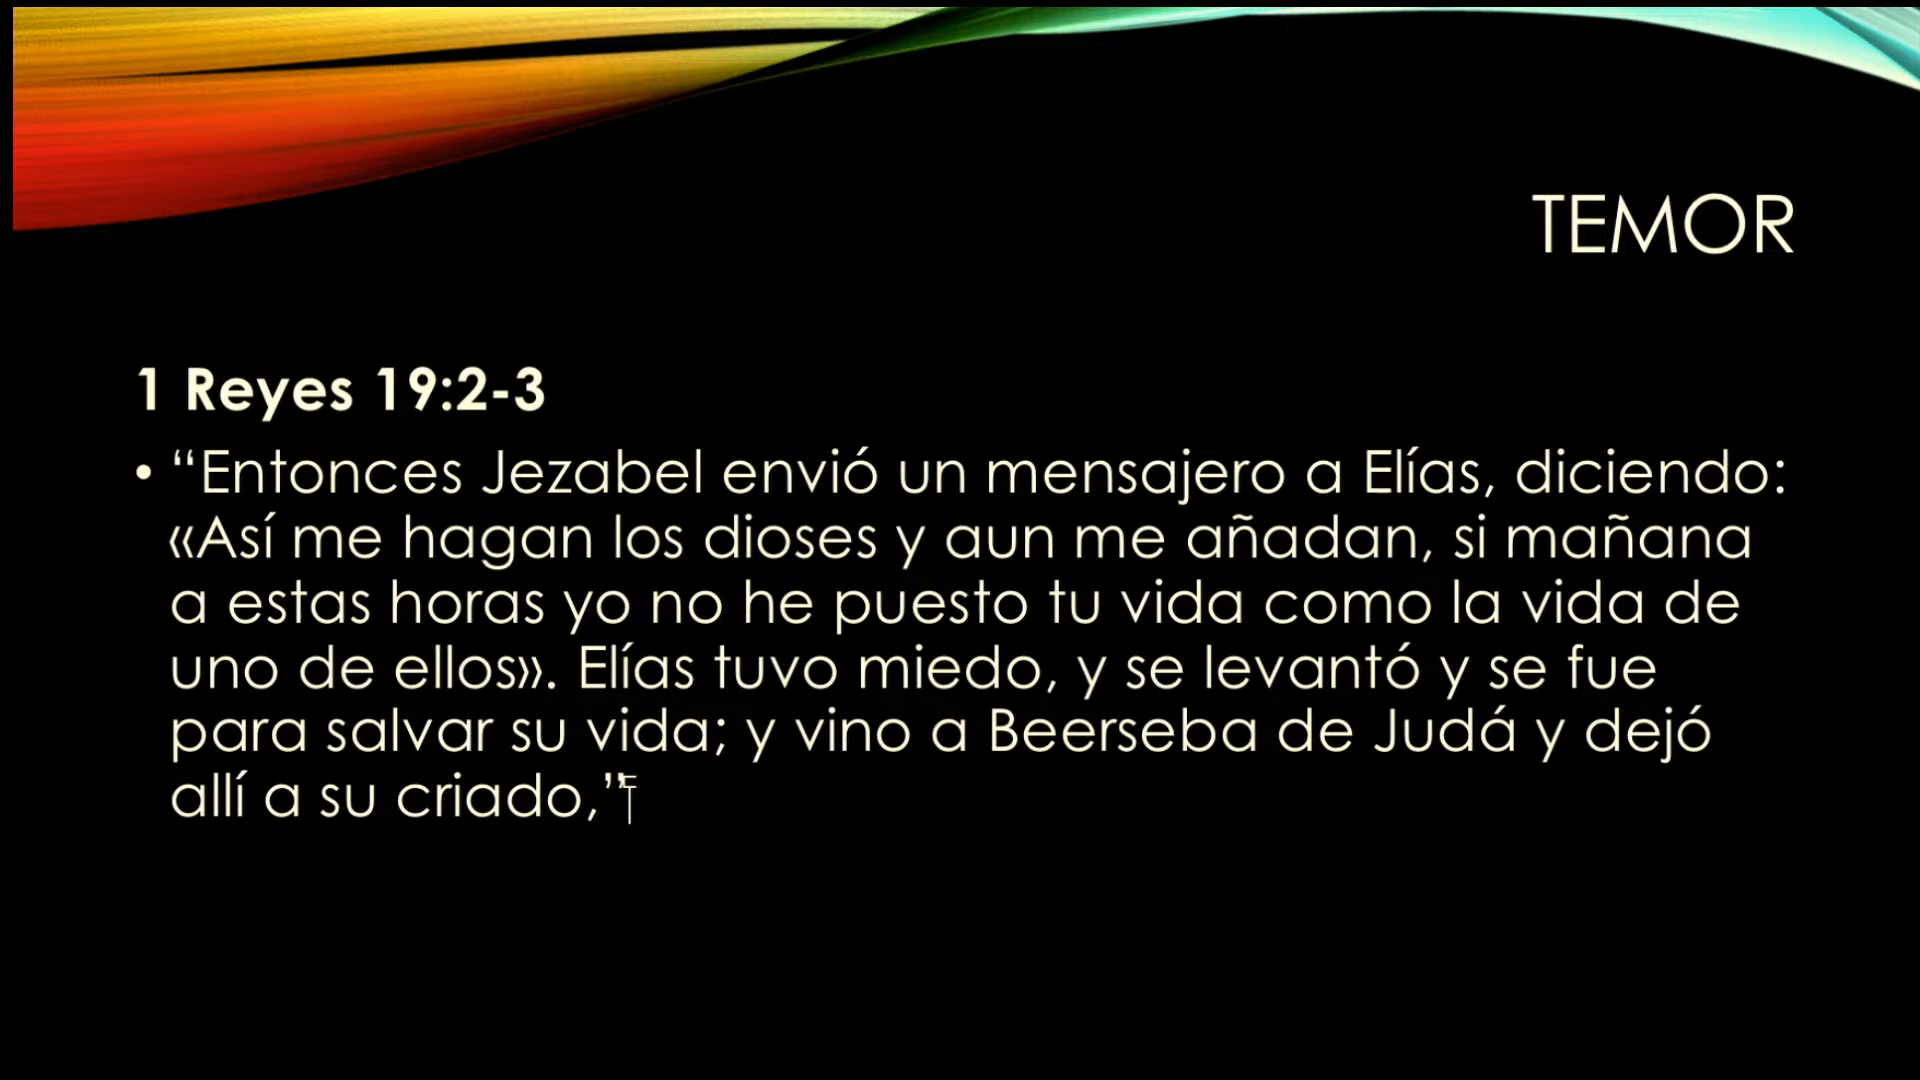 TEMOR
1 Reyes 19:2-3
• “Entonces Jezabel envió un mensajero a Elías, diciendo:
«Así me hagan los dioses y aun me añadan, si mañana
a estas horas yo no he puesto tu vida como la vida de
uno de ellos». Elías tuvo miedo, y se levantó y se fue
para salvar su vida; y vino a Beerseba de Judá y dejó
allí a su criado,”